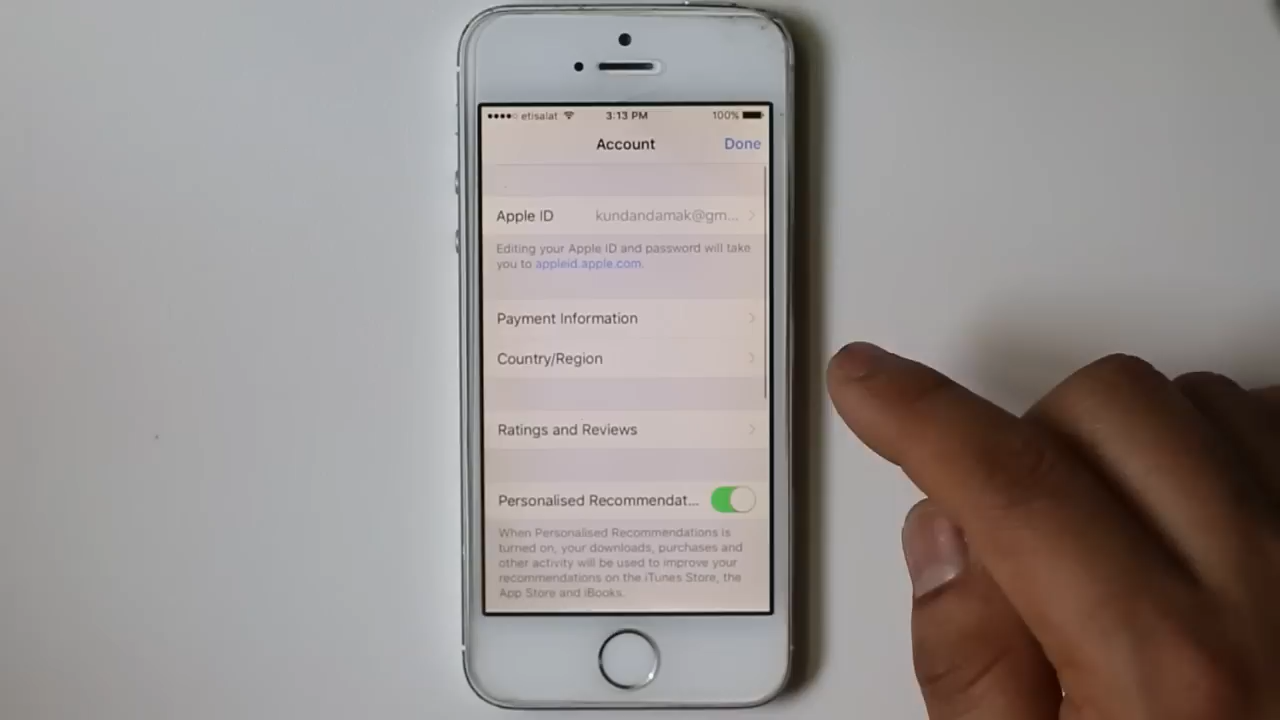 etisalat 3:13 PM 100%
Account Done
Apple ID kundandamak@gm...
Editing your Apple ID and password will take
you to appleid.apple.com.
Payment Information
Country/Region
Ratings and Reviews
Personalised Recommendat...
When Personalised Recommendations is
turned on, your downloads, purchases and
other activity will be used to improve your
recommendations on the iTunes Store, the
App Store and iBooks.